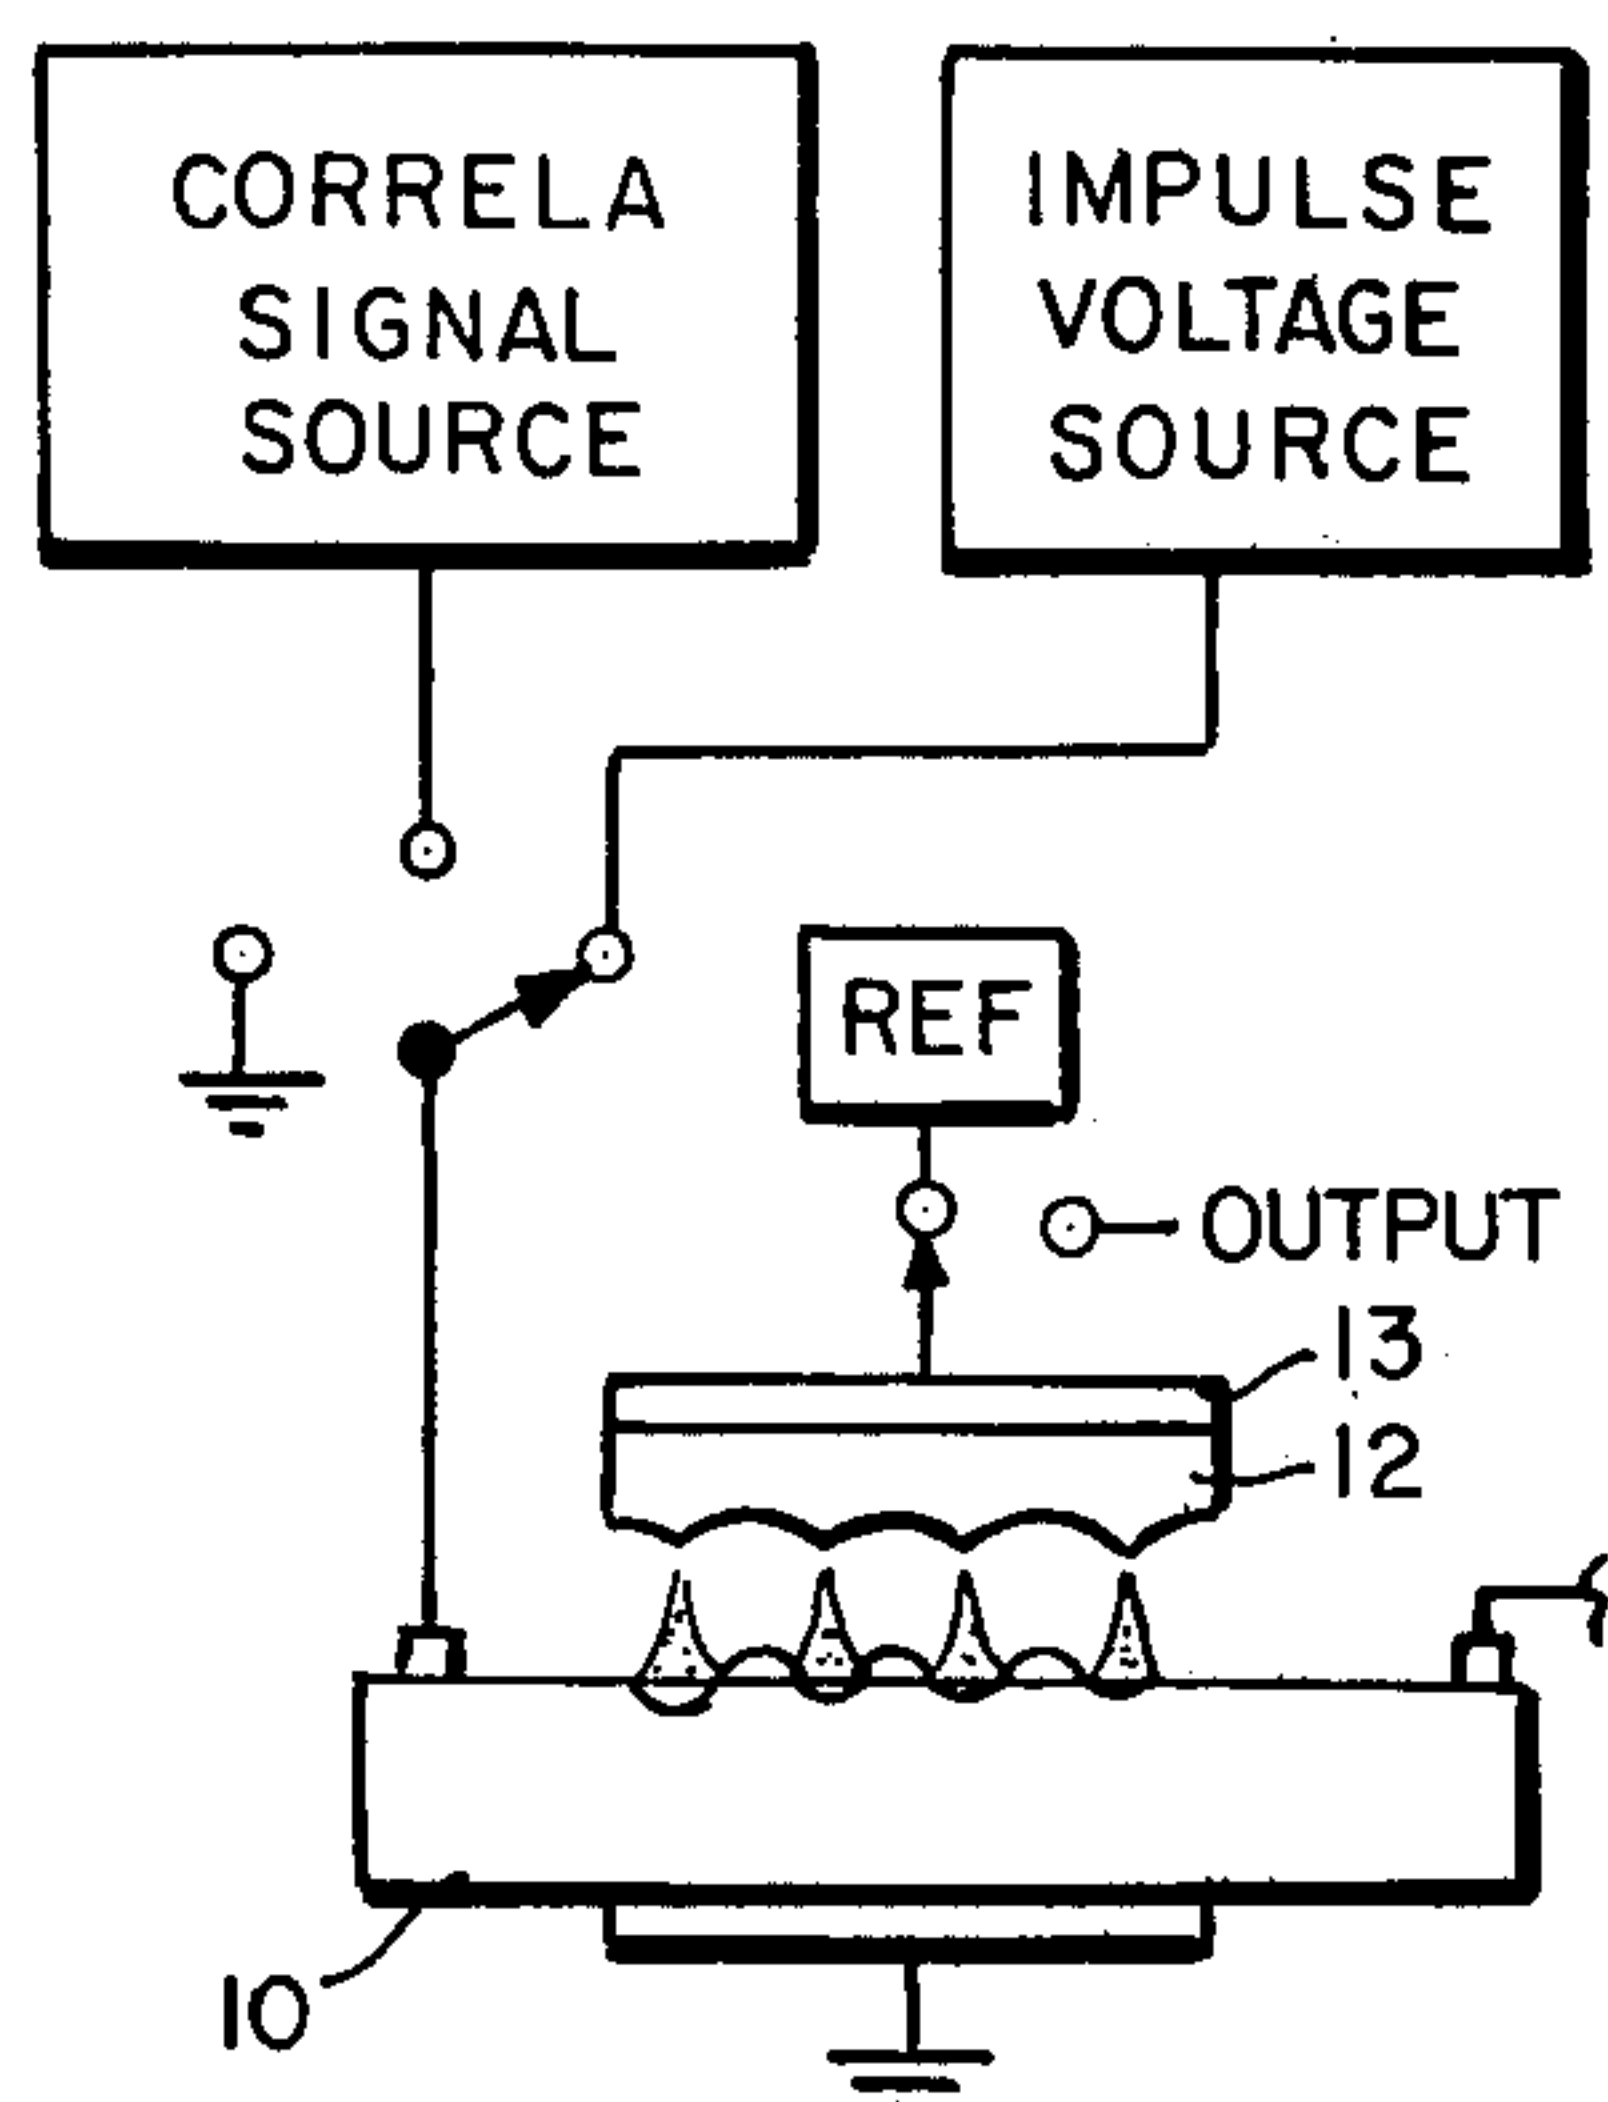 CORRELA
SIGNAL
SOURCE
IMPULSE
VOLTAGE
SOURCE
REF
OUTPUT
13
12
10